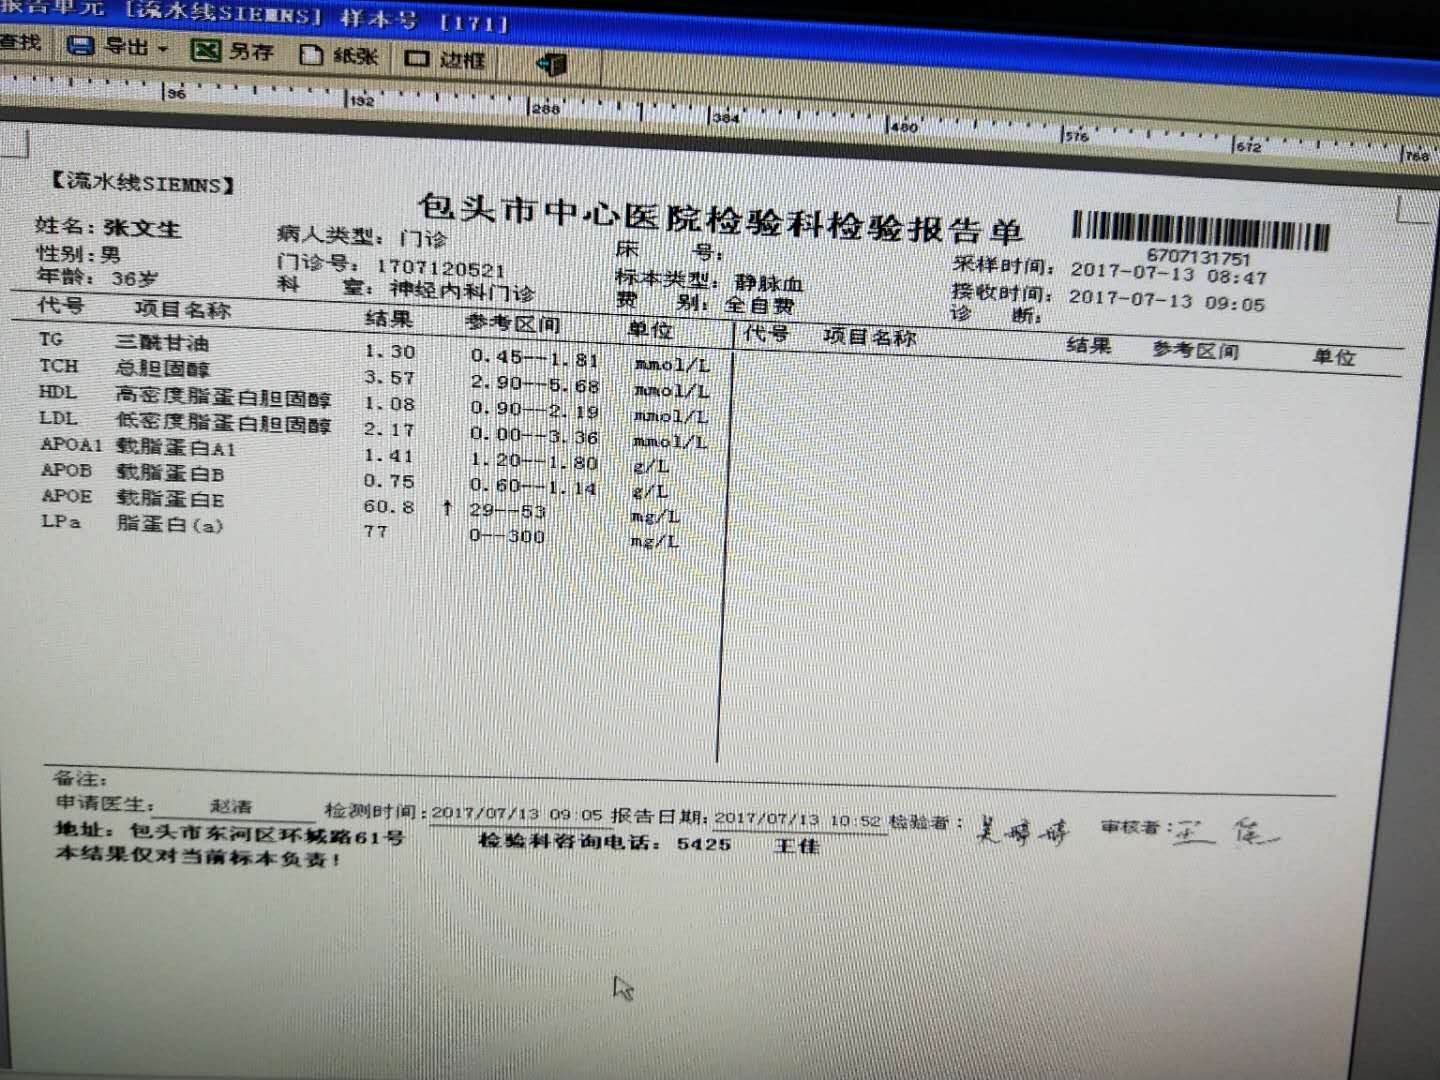 报告单元 [流水线SIEMNS] 样本号 [171]
查找 导出 另存 纸张 边框
96 192 288 384 480 576 672 768
【流水线SIEMNS】
包头市中心医院检验科检验报告单
6707131751
姓名: 张文生 病人类型: 门诊 床 号: 采样时间: 2017-07-13 08:47
性别: 男 门诊号: 1707120521 标本类型: 静脉血 接收时间: 2017-07-13 09:05
年龄: 36岁 科 室: 神经内科门诊 费 别: 全自费 诊 断:
代号 项目名称 结果 参考区间 单位 代号 项目名称 结果 参考区间 单位
TG 三酰甘油 1.30 0.45--1.81 mmol/L
TCH 总胆固醇 3.57 2.90--5.68 mmol/L
HDL 高密度脂蛋白胆固醇 1.08 0.90--2.19 mmol/L
LDL 低密度脂蛋白胆固醇 2.17 0.00--3.36 mmol/L
APOA1 载脂蛋白A1 1.41 1.20--1.80 g/L
APOB 载脂蛋白B 0.75 0.60--1.14 g/L
APOE 载脂蛋白E 60.8 ↑ 29--53 mg/L
LPa 脂蛋白(a) 77 0--300 mg/L
备注:
申请医生: 赵清 检测时间: 2017/07/13 09:05 报告日期: 2017/07/13 10:52 检验者: 吴婷婷 审核者: 王佳
地址: 包头市东河区环城路61号 检验科咨询电话: 5425 王佳
本结果仅对当前标本负责!